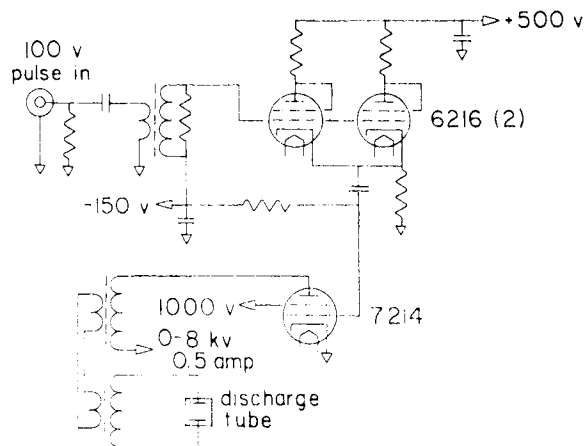 100 v
pulse in
+500 v
6216 (2)
-150 v
1000 v
7214
0-8 kv
0.5 amp
discharge
tube